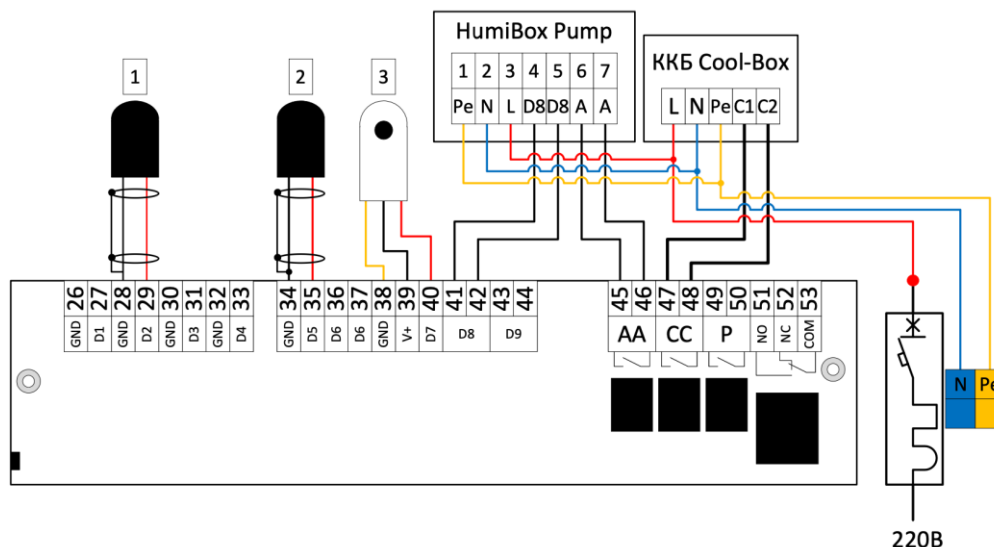 HumiBox Pump
1 2 3 4 5 6 7
Pe N L D8 D8 A A
ККБ Cool-Box
L N Pe C1 C2
1
2
3
26 27 28 29 30 31 32 33
GND D1 GND D2 GND D3 GND D4
34 35 36 37 38 39 40 41 42 43 44
GND D5 D6 D6 GND V+ D7 D8 D9
45 46 47 48 49 50 51 52 53
AA CC P NO NC COM
N Pe
220В